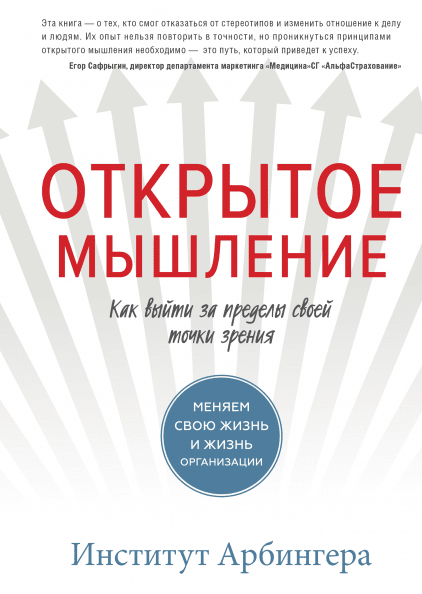 Эта книга — о тех, кто смог отказаться от стереотипов и изменить отношение к делу
и людям. Их опыт нельзя повторить в точности, но проникнуться принципами
открытого мышления необходимо — это путь, который приведет к успеху.
Егор Сафрыгин, директор департамента маркетинга «Медицина»СГ «АльфаСтрахование»
ОТКРЫТОЕ
МЫШЛЕНИЕ
Как выйти за пределы своей
точки зрения
МЕНЯЕМ
СВОЮ ЖИЗНЬ
И ЖИЗНЬ
ОРГАНИЗАЦИИ
Институт Арбингера